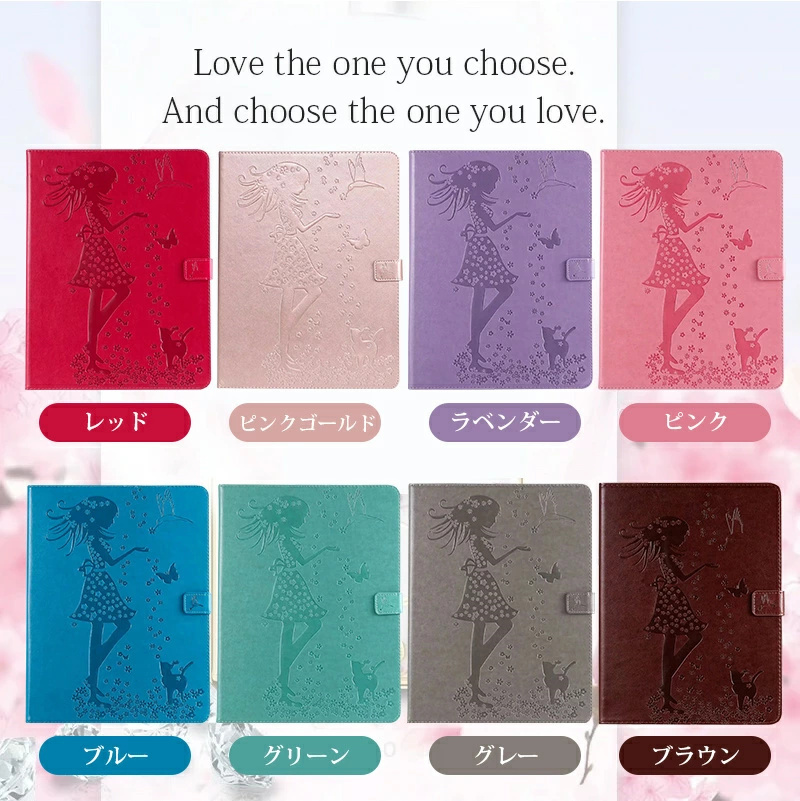 Love the one you choose.
And choose the one you love.
レッド
ピンクゴールド
ラベンダー
ピンク
ブルー
グリーン
グレー
ブラウン